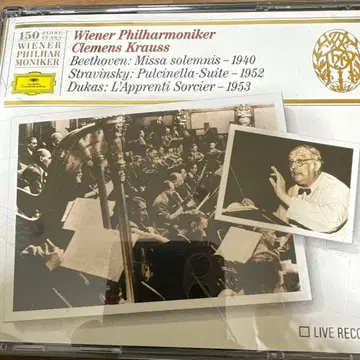 150 JAHRE YEARS
WIENER
PHILHAR
MONIKER
Wiener Philharmoniker
Clemens Krauss
Beethoven: Missa solemnis – 1940
Stravinsky: Pulcinella-Suite – 1952
Dukas: L'Apprenti Sorcier – 1953
LIVE RECO